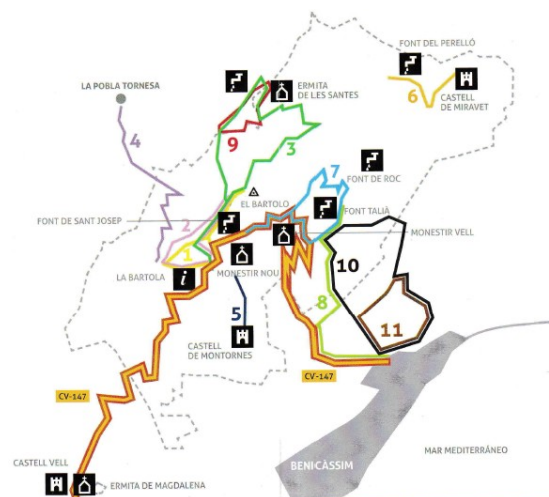 FONT DEL PERELLÓ
LA POBLA TORNESA
ERMITA
DE LES SANTES
6
CASTELL
DE MIRAVET
9
3
4
7
FONT DE ROC
EL BARTOLO
FONT DE SANT JOSEP
2
FONT TALIÀ
MONESTIR VELL
1
LA BARTOLA
i
MONESTIR NOU
10
5
8
11
CASTELL
DE MONTORNES
CV-147
CV-147
MAR MEDITERRÁNEO
BENICÀSSIM
CASTELL VELL
ERMITA DE MAGDALENA